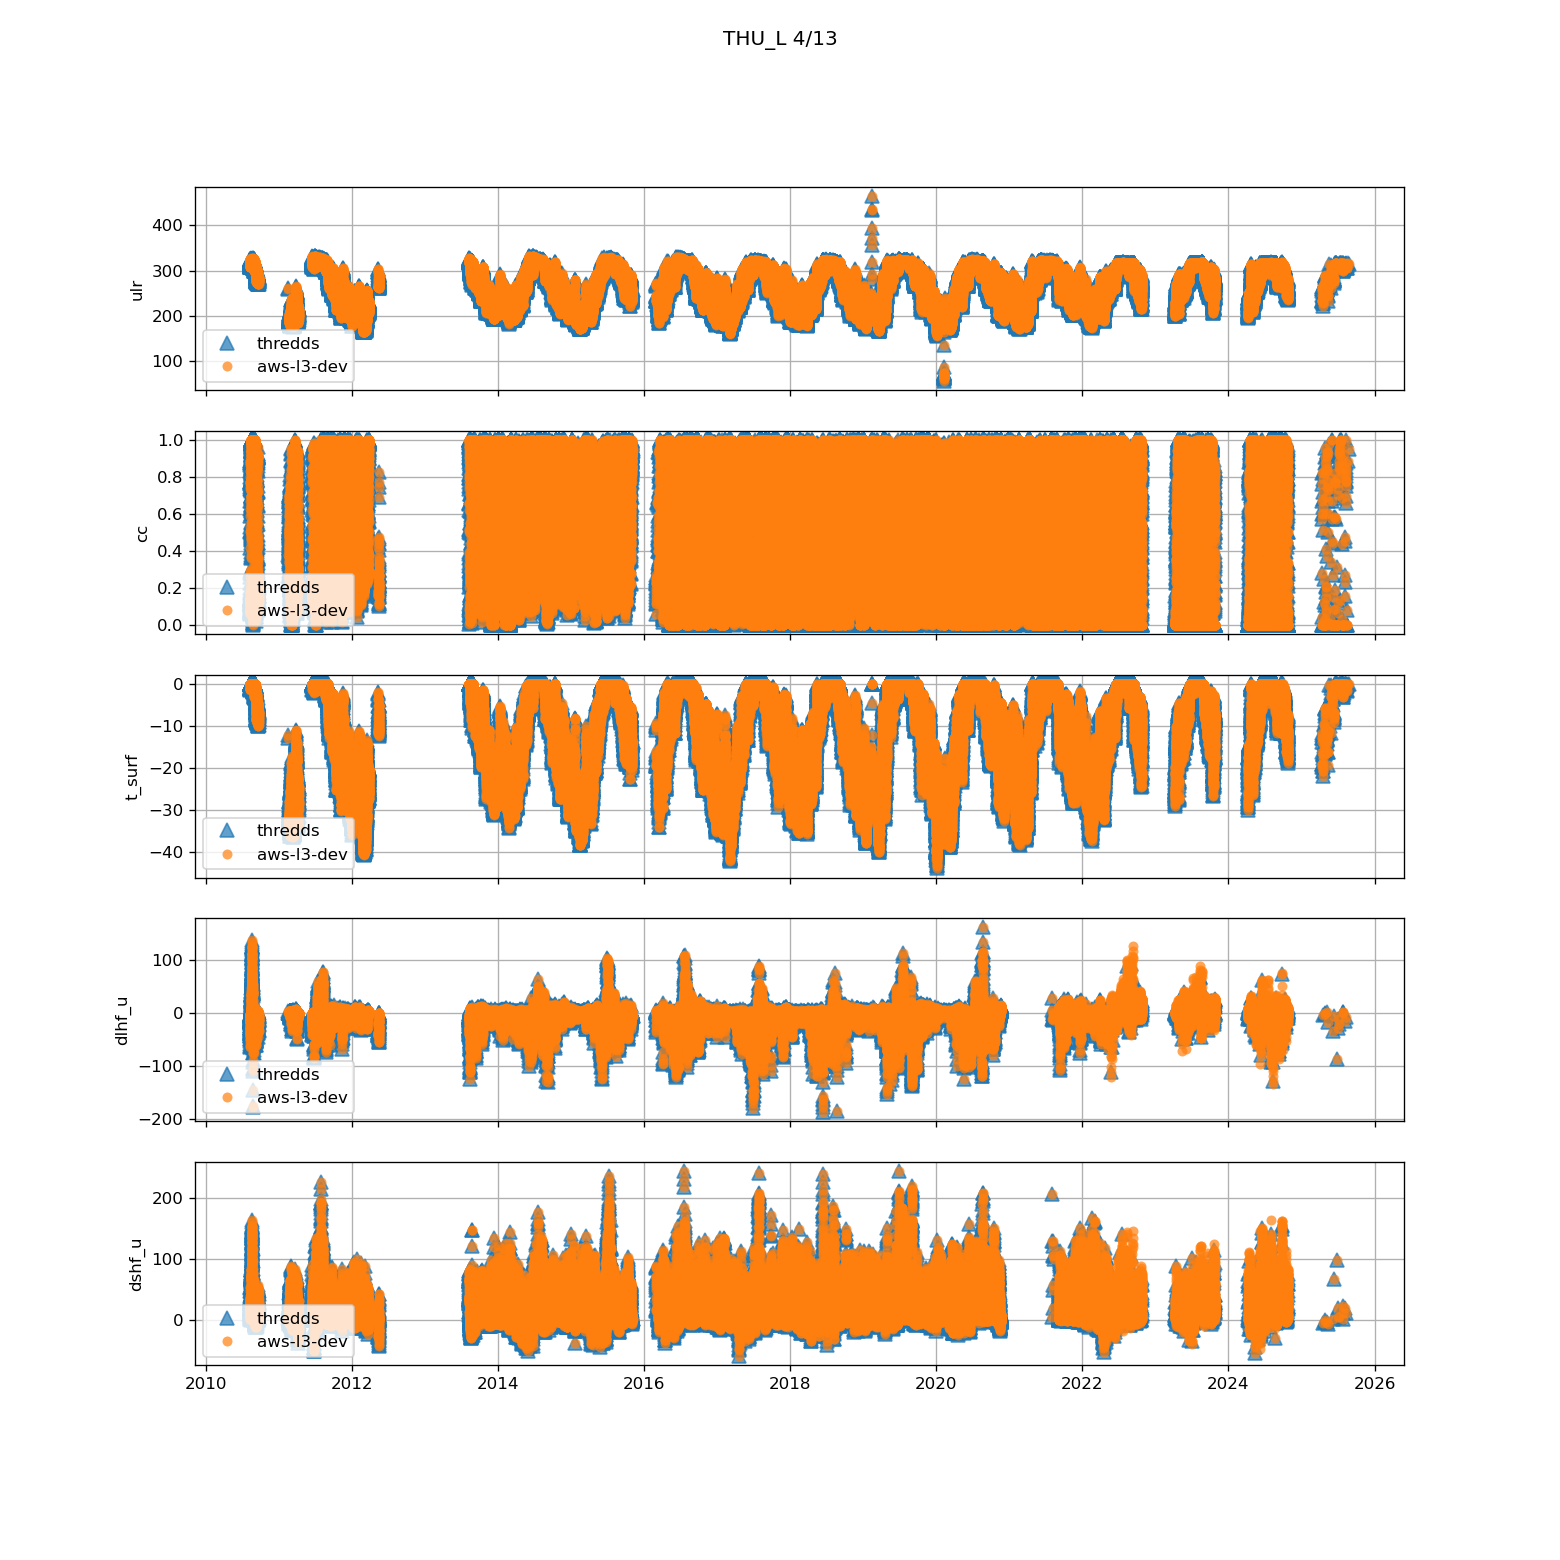 THU_L 4/13
400
300
200
100
ulr
thredds
aws-l3-dev
1.0
0.8
0.6
0.4
0.2
0.0
cc
thredds
aws-l3-dev
0
−10
−20
−30
−40
t_surf
thredds
aws-l3-dev
100
0
−100
−200
dlhf_u
thredds
aws-l3-dev
200
100
0
dshf_u
thredds
aws-l3-dev
2010 2012 2014 2016 2018 2020 2022 2024 2026